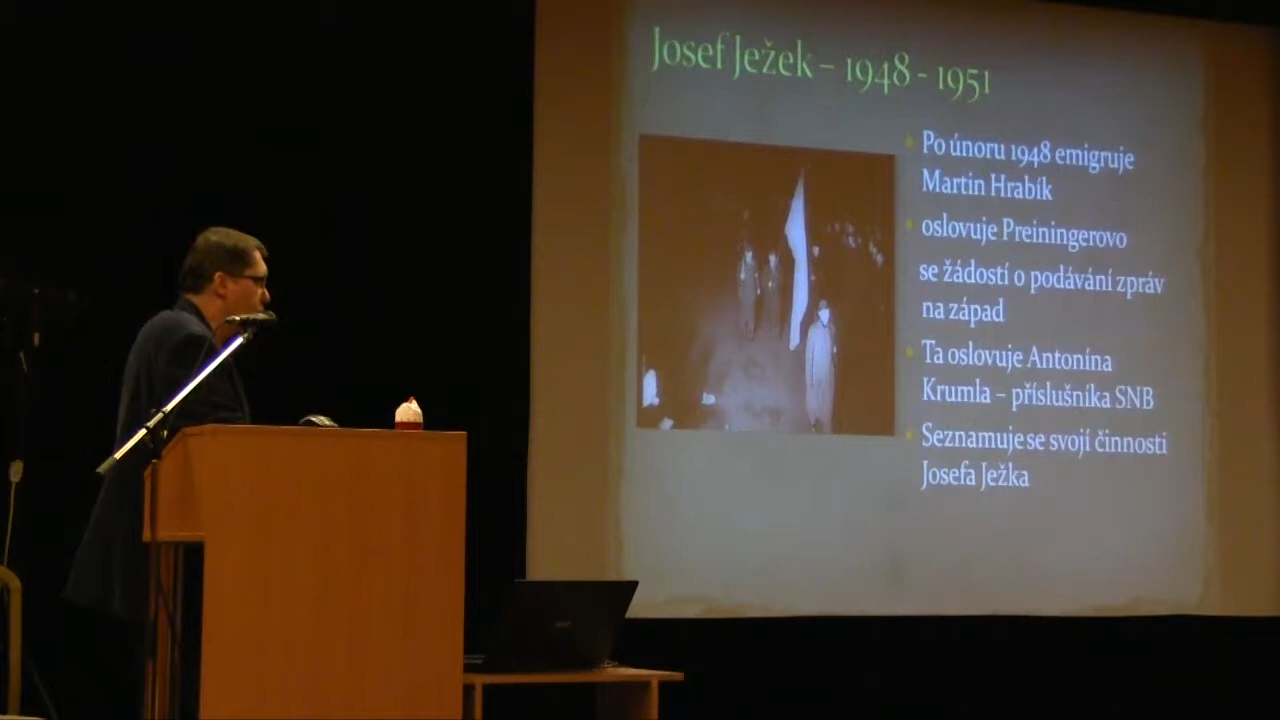 Josef Ježek – 1948 - 1951
Po únoru 1948 emigruje
Martin Hrabík
oslovuje Preiningerovo
se žádostí o podávání zpráv
na západ
Ta oslovuje Antonína
Krumla – příslušníka SNB
Seznamuje se svojí činnosti
Josefa Ježka